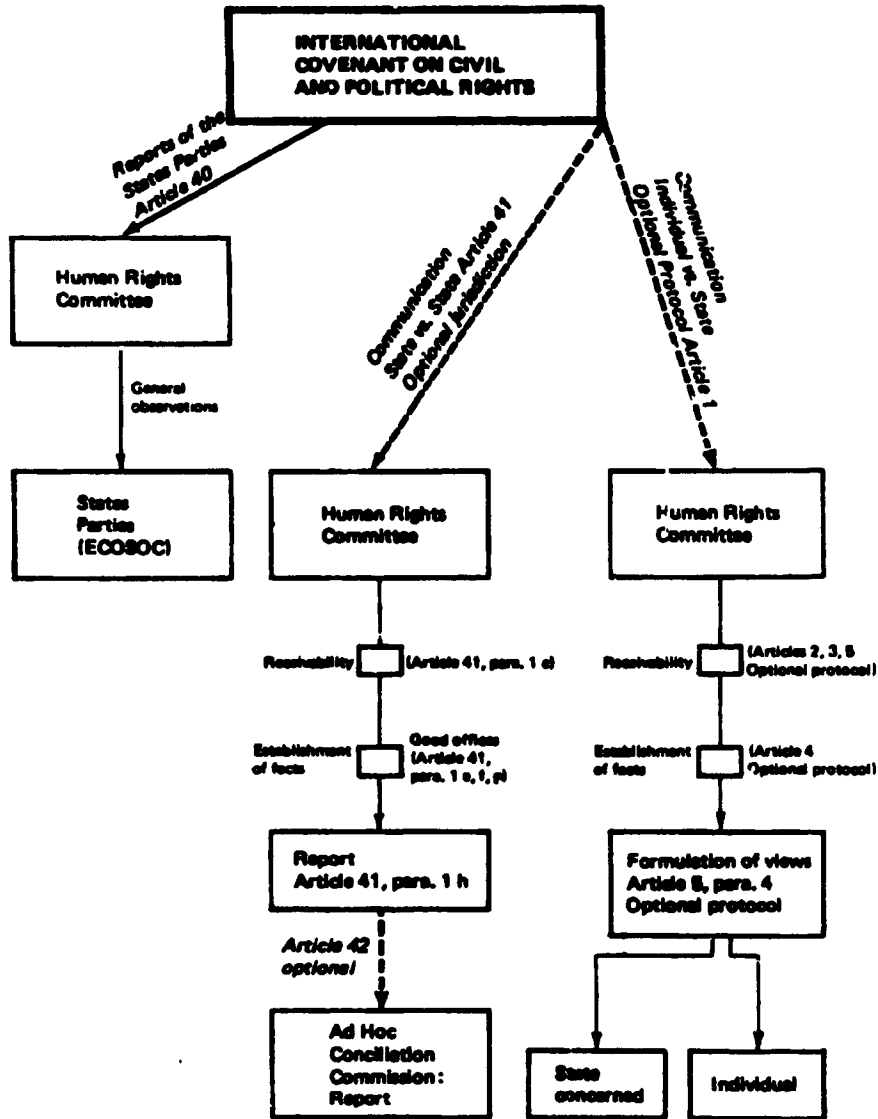 INTERNATIONAL
COVENANT ON CIVIL
AND POLITICAL RIGHTS
Reports of the
States Parties
Article 40
Communication
State vs. State Article 41
Optional jurisdiction
Communication
Individual vs. State
Optional Protocol Article 1
Human Rights
Committee
General
observations
States
Parties
(ECOSOC)
Human Rights
Committee
Human Rights
Committee
Receivability
(Article 41, para. 1 c)
Receivability
(Articles 2, 3, 5
Optional protocol)
Establishment
of facts
Good offices
(Article 41,
para. 1 e, f,
Establishment
of facts
(Article 4
Optional protocol)
Report
Article 41, para. 1 h
Formulation of views
Article 5, para. 4
Optional protocol
Article 42
optional
Ad Hoc
Conciliation
Commission:
Report
State
concerned
Individual